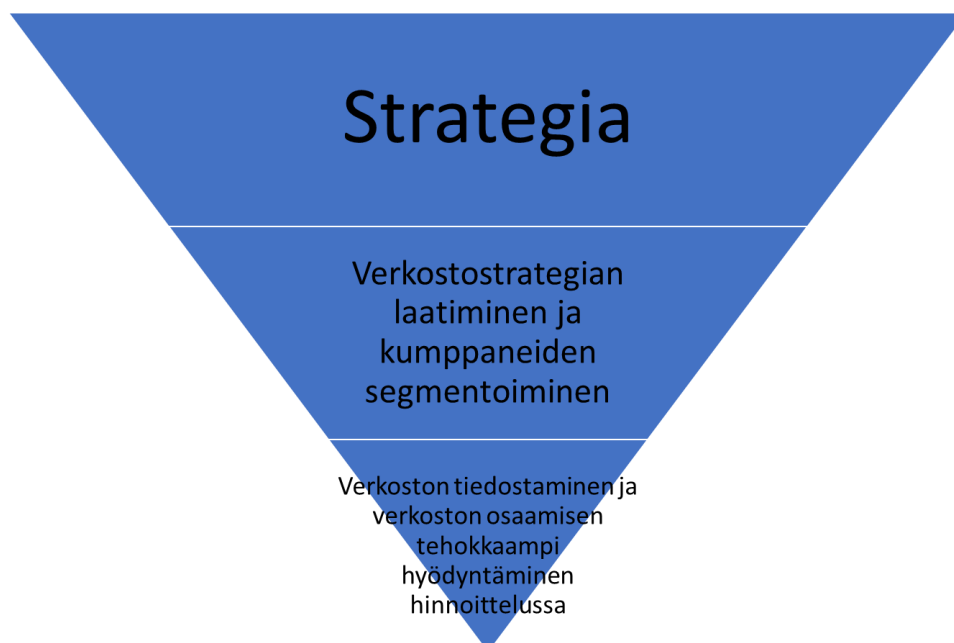 Strategia
Verkostostrategian
laatiminen ja
kumppaneiden
segmentoiminen
Verkoston tiedostaminen ja
verkoston osaamisen
tehokkaampi
hyödyntäminen
hinnoittelussa